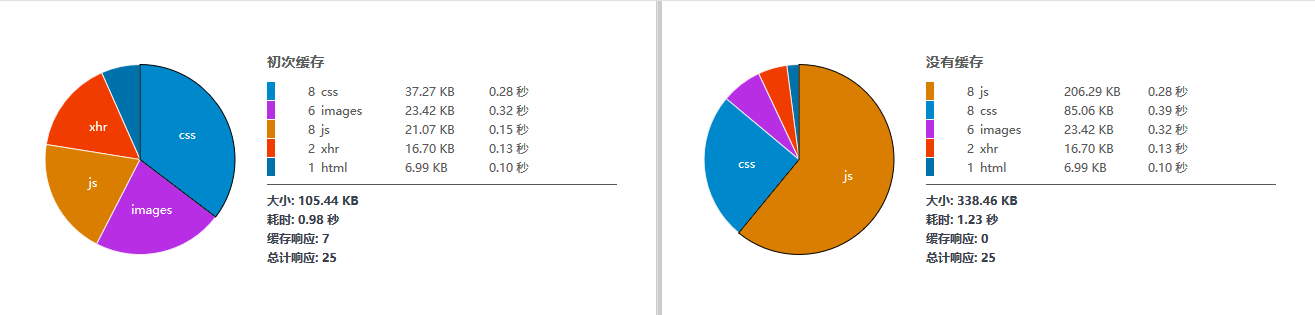 初次缓存
8 css 37.27 KB 0.28 秒
6 images 23.42 KB 0.32 秒
8 js 21.07 KB 0.15 秒
2 xhr 16.70 KB 0.13 秒
1 html 6.99 KB 0.10 秒
大小: 105.44 KB
耗时: 0.98 秒
缓存响应: 7
总计响应: 25
css
xhr
js
images
没有缓存
8 js 206.29 KB 0.28 秒
8 css 85.06 KB 0.39 秒
6 images 23.42 KB 0.32 秒
2 xhr 16.70 KB 0.13 秒
1 html 6.99 KB 0.10 秒
大小: 338.46 KB
耗时: 1.23 秒
缓存响应: 0
总计响应: 25
css
js